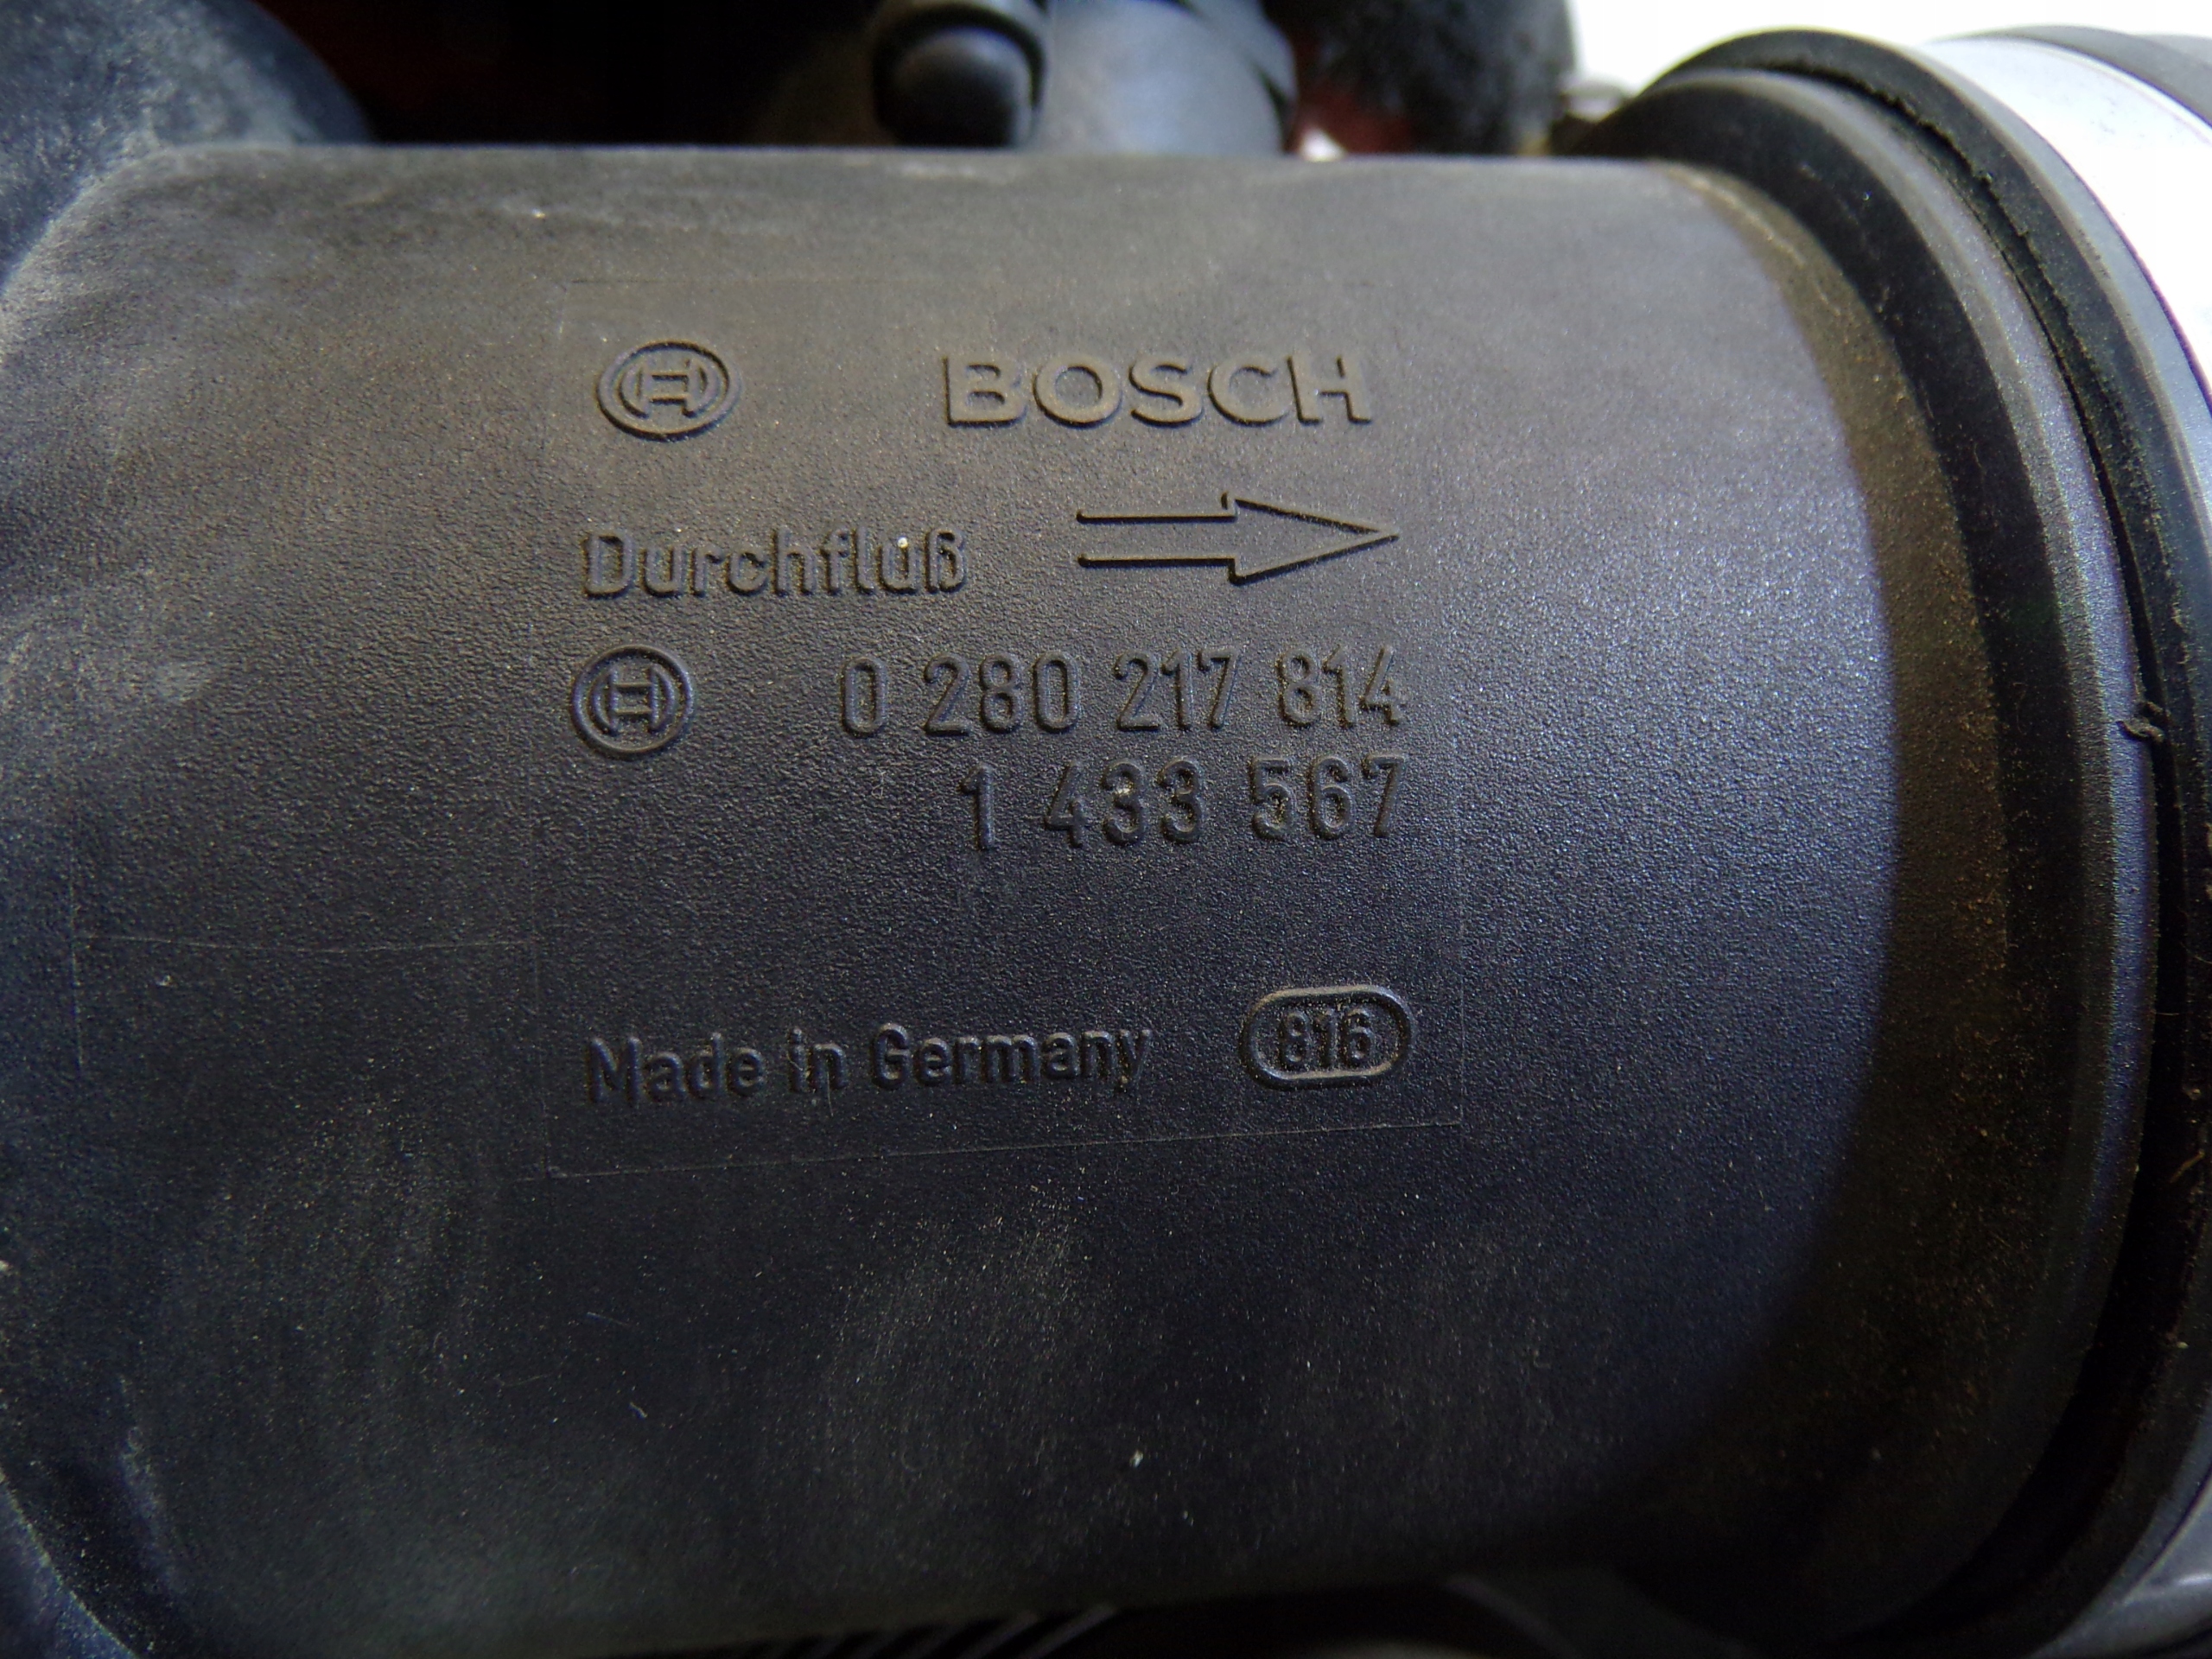 BOSCH
Durchfluß
0 280 217 814
1 433 567
Made in Germany 816